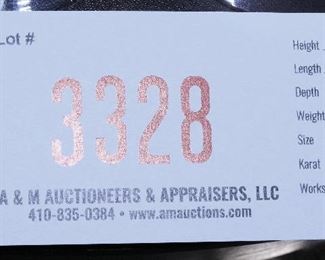 Lot #
3328
A & M AUCTIONEERS & APPRAISERS, LLC
410-835-0384 • www.amauctions.com
Height
Length
Depth
Weight
Size
Karat
Works